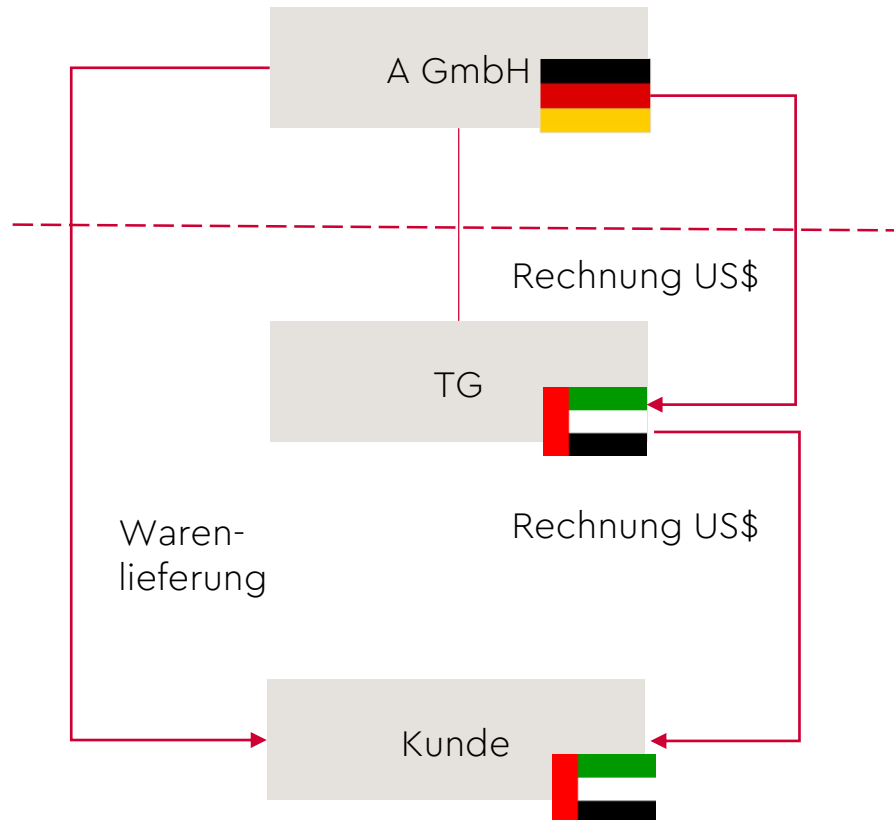 A GmbH
Rechnung US$
TG
Rechnung US$
Waren-
lieferung
Kunde